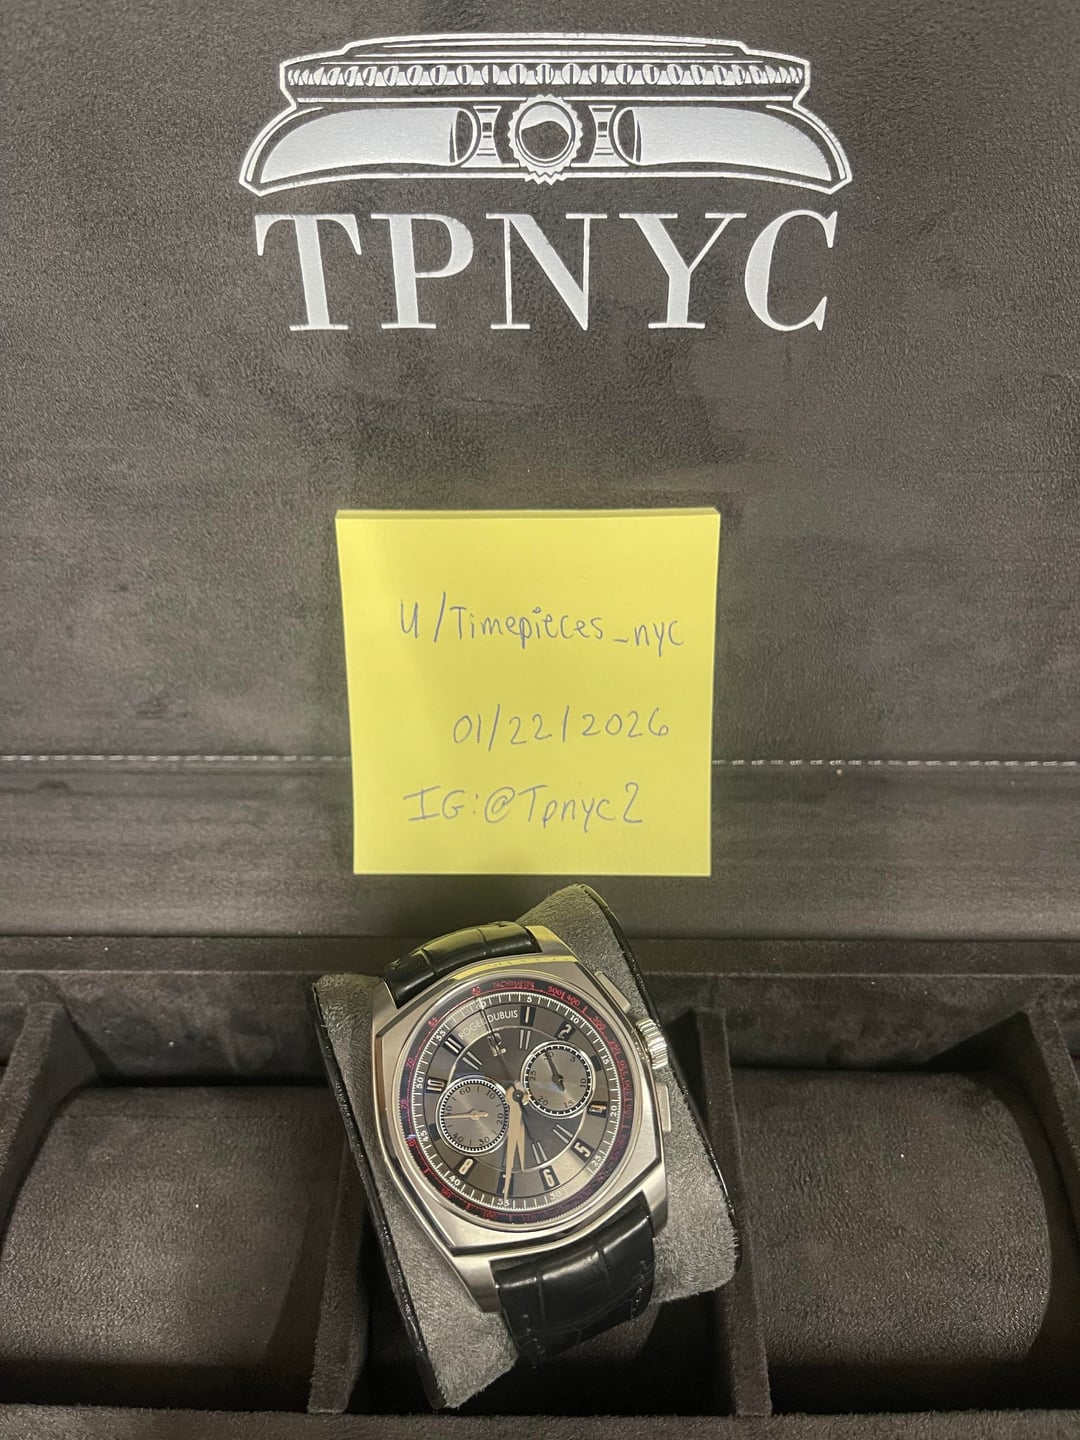 TPNYC
u/Timepieces_nyc
01/22/2026
IG:@Tpnyc2
TACHYMETER
ROGER DUBUIS